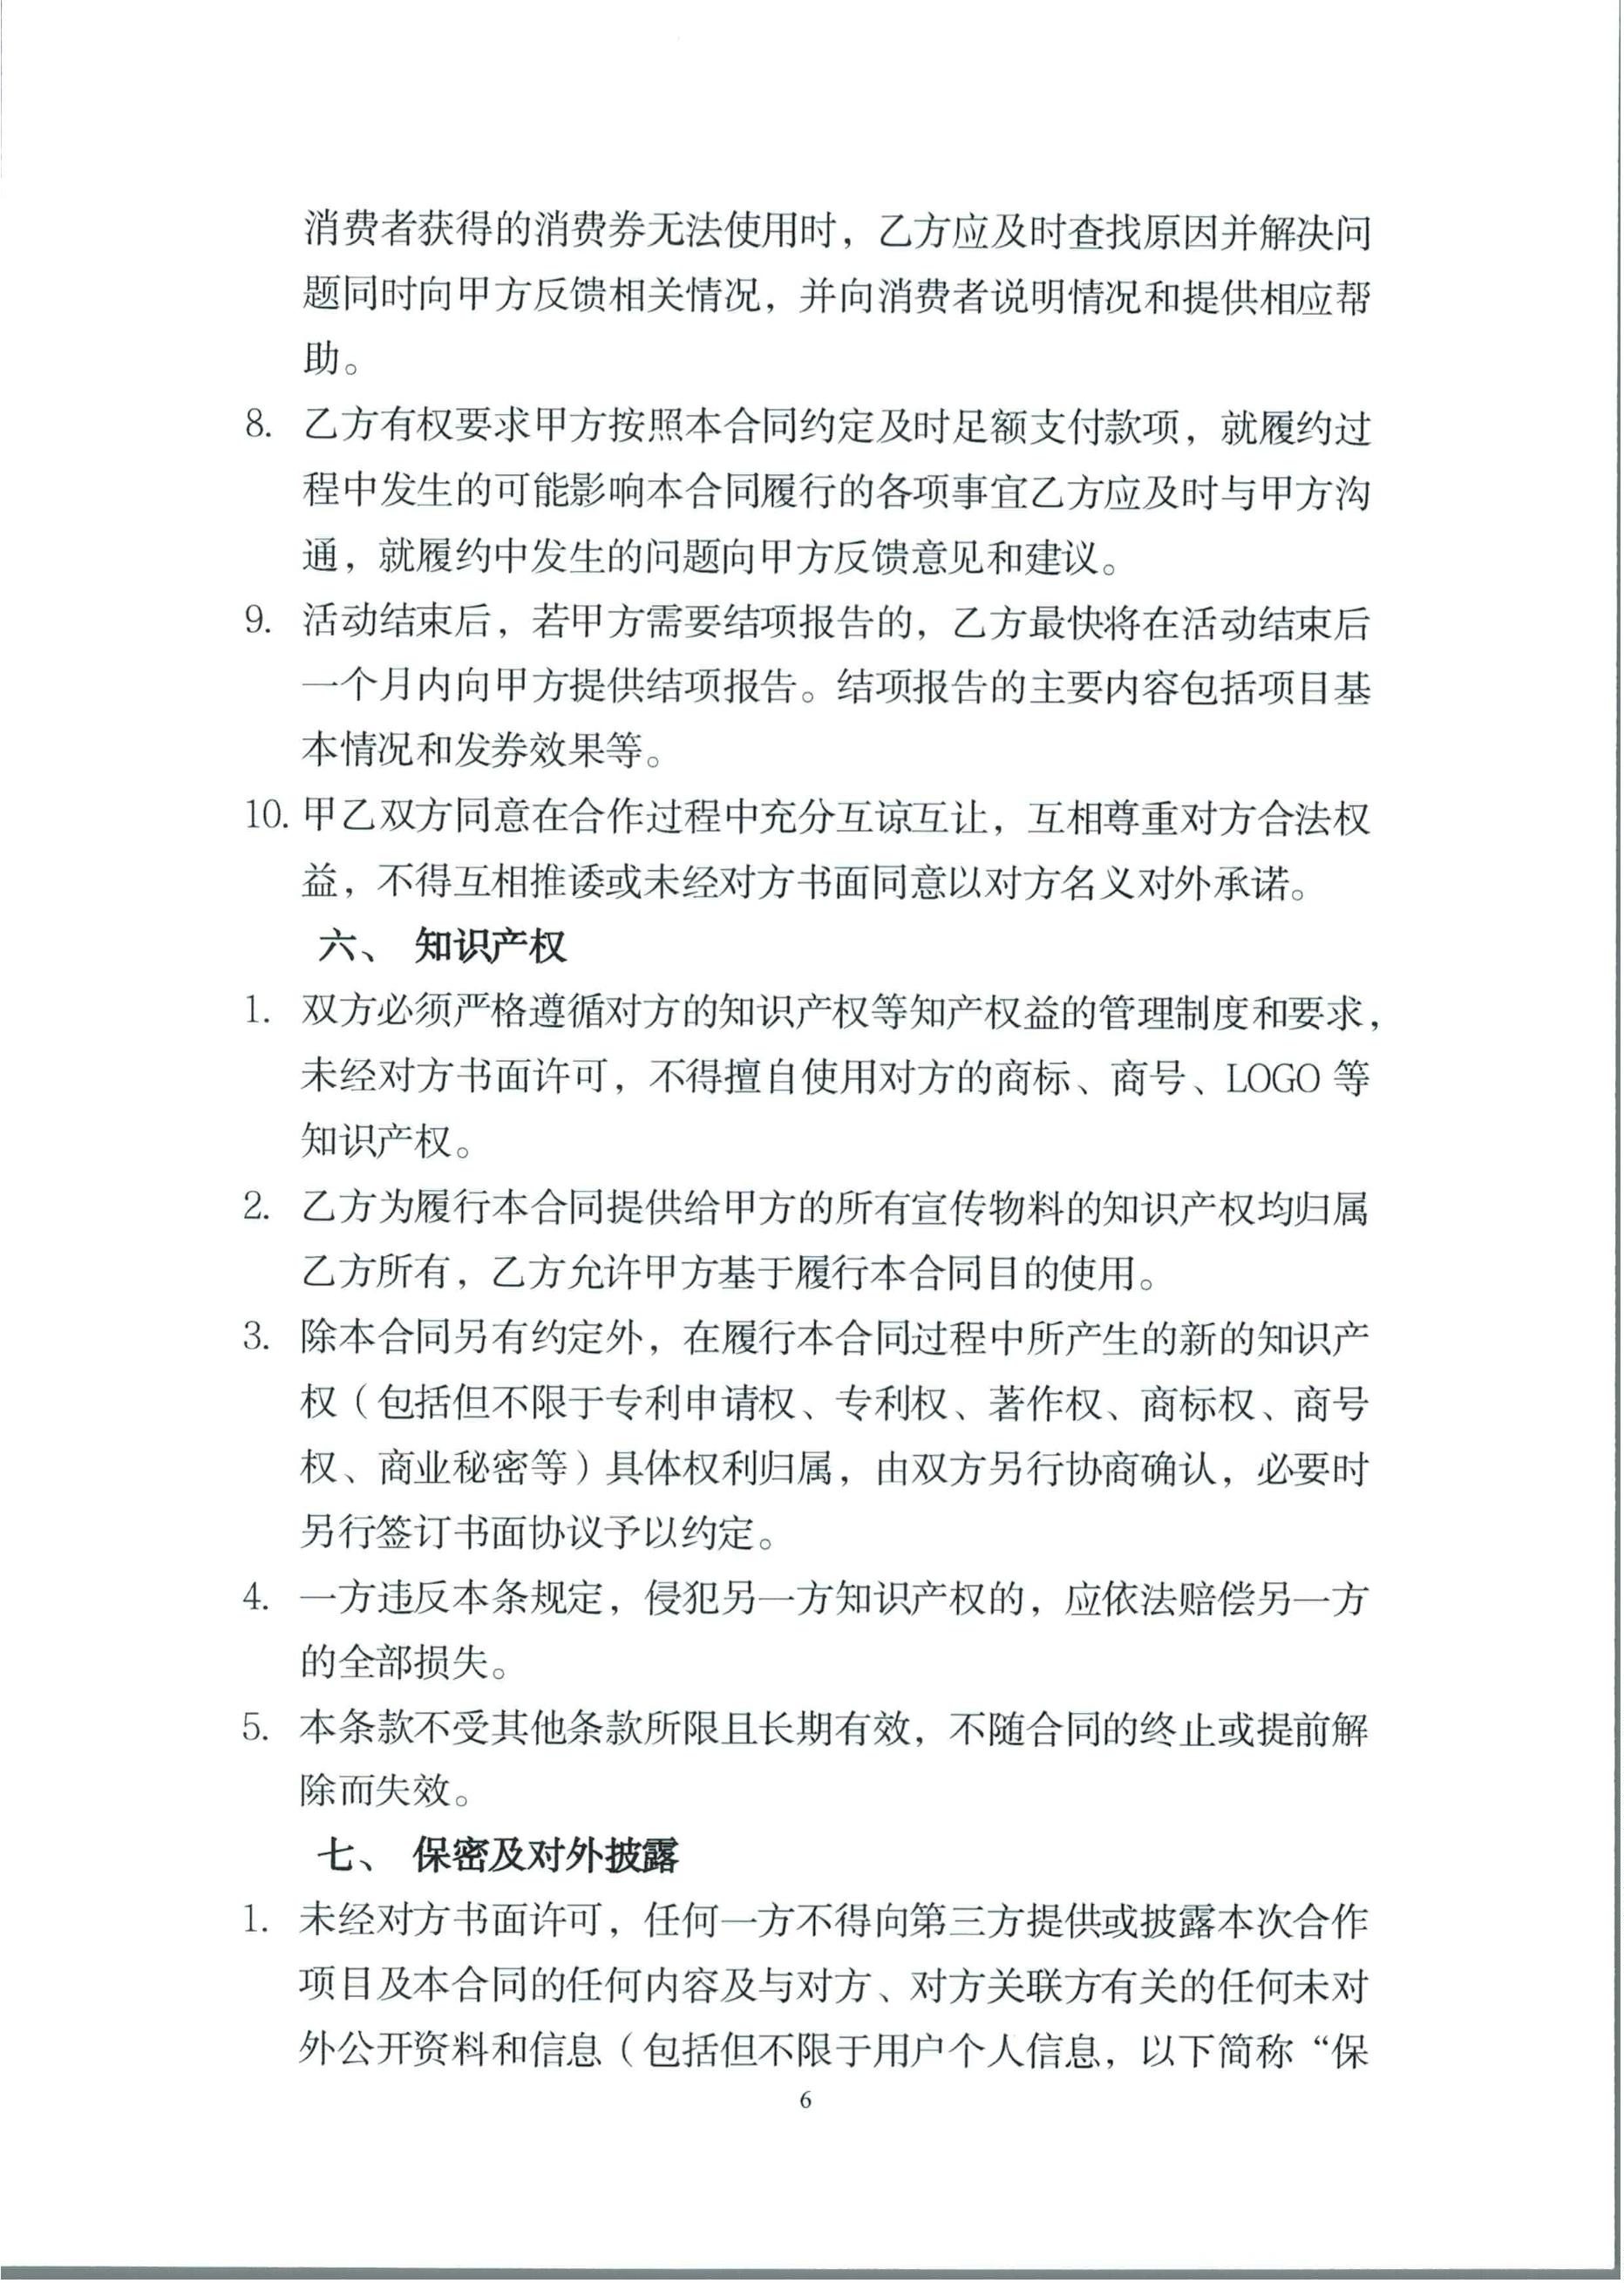 消费者获得的消费券无法使用时，乙方应及时查找原因并解决问
题同时向甲方反馈相关情况，并向消费者说明情况和提供相应帮
助。
8. 乙方有权要求甲方按照本合同约定及时足额支付款项，就履约过
程中发生的可能影响本合同履行的各项事宜乙方应及时与甲方沟
通，就履约中发生的问题向甲方反馈意见和建议。
9. 活动结束后，若甲方需要结项报告的，乙方最快将在活动结束后
一个月内向甲方提供结项报告。结项报告的主要内容包括项目基
本情况和发券效果等。
10. 甲乙双方同意在合作过程中充分互谅互让，互相尊重对方合法权
益，不得互相推诿或未经对方书面同意以对方名义对外承诺。
六、 知识产权
1. 双方必须严格遵循对方的知识产权等知产权益的管理制度和要求，
未经对方书面许可，不得擅自使用对方的商标、商号、LOGO 等
知识产权。
2. 乙方为履行本合同提供给甲方的所有宣传物料的知识产权均归属
乙方所有，乙方允许甲方基于履行本合同目的使用。
3. 除本合同另有约定外，在履行本合同过程中所产生的新的知识产
权（包括但不限于专利申请权、专利权、著作权、商标权、商号
权、商业秘密等）具体权利归属，由双方另行协商确认，必要时
另行签订书面协议予以约定。
4. 一方违反本条规定，侵犯另一方知识产权的，应依法赔偿另一方
的全部损失。
5. 本条款不受其他条款所限且长期有效，不随合同的终止或提前解
除而失效。
七、 保密及对外披露
1. 未经对方书面许可，任何一方不得向第三方提供或披露本次合作
项目及本合同的任何内容及与对方、对方关联方有关的任何未对
外公开资料和信息（包括但不限于用户个人信息，以下简称“保
6